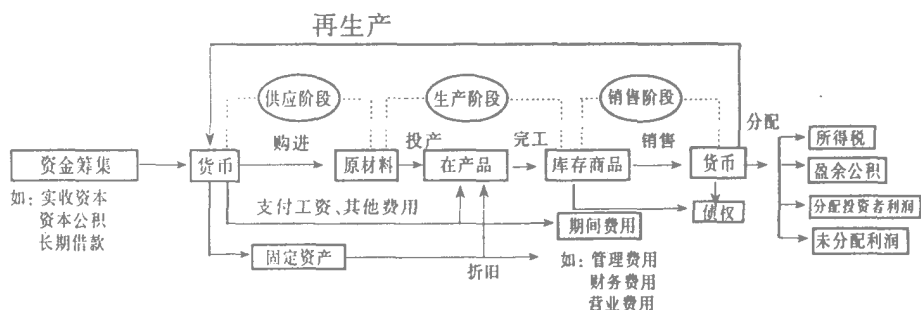 再生产
供应阶段
生产阶段
销售阶段
分配
购进
投产
完工
销售
资金筹集
货币
原材料
在产品
库存商品
货币
所得税
盈余公积
分配投资者利润
未分配利润
如：实收资本
资本公积
长期借款
支付工资、其他费用
期间费用
债权
固定资产
折旧
如：管理费用
财务费用
营业费用